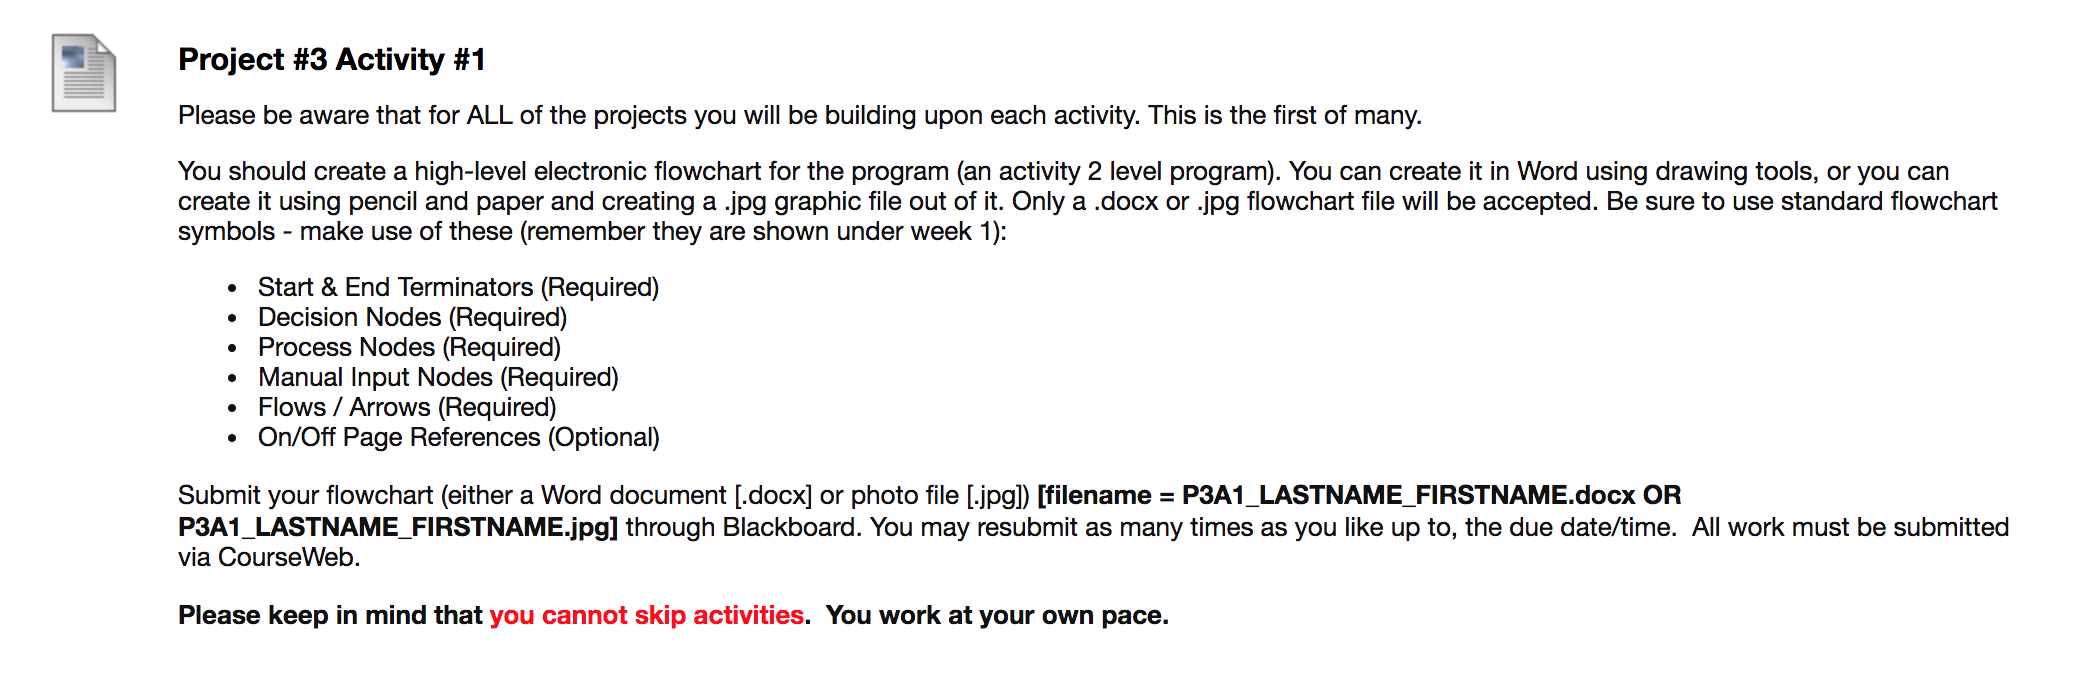 Project #3 Activity #1
Please be aware that for ALL of the projects you will be building upon each activity. This is the first of many.
You should create a high-level electronic flowchart for the program (an activity 2 level program). You can create it in Word using drawing tools, or you can
create it using pencil and paper and creating a .jpg graphic file out of it. Only a .docx or .jpg flowchart file will be accepted. Be sure to use standard flowchart
symbols - make use of these (remember they are shown under week 1):
• Start & End Terminators (Required)
• Decision Nodes (Required)
• Process Nodes (Required)
• Manual Input Nodes (Required)
• Flows / Arrows (Required)
• On/Off Page References (Optional)
Submit your flowchart (either a Word document [.docx] or photo file [.jpg]) [filename = P3A1_LASTNAME_FIRSTNAME.docx OR
P3A1_LASTNAME_FIRSTNAME.jpg] through Blackboard. You may resubmit as many times as you like up to, the due date/time.  All work must be submitted
via CourseWeb.
Please keep in mind that you cannot skip activities.  You work at your own pace.